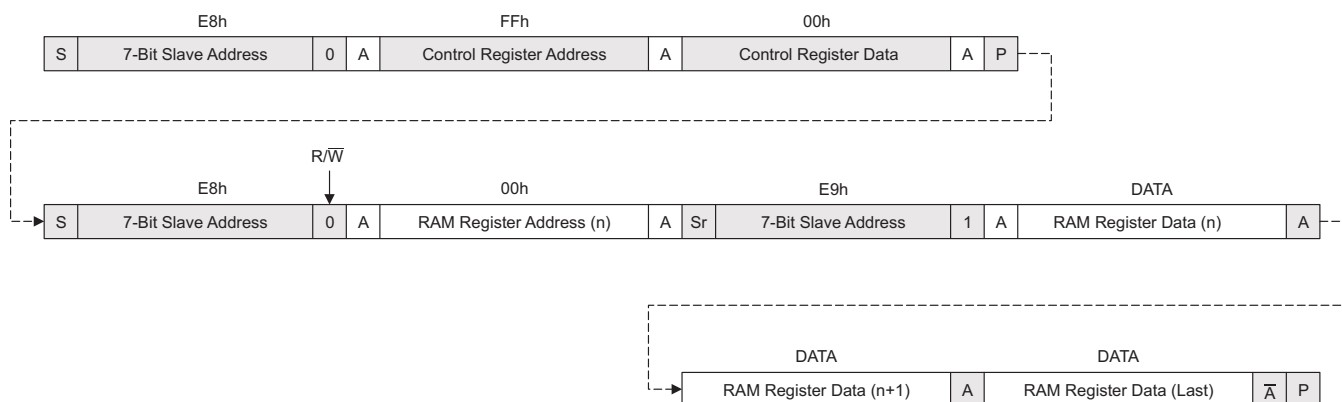 E8h FFh 00h
S 7-Bit Slave Address 0 A Control Register Address A Control Register Data A P
R/W̅
E8h 00h E9h DATA
S 7-Bit Slave Address 0 A RAM Register Address (n) A Sr 7-Bit Slave Address 1 A RAM Register Data (n) A
DATA DATA
RAM Register Data (n+1) A RAM Register Data (Last) A̅ P